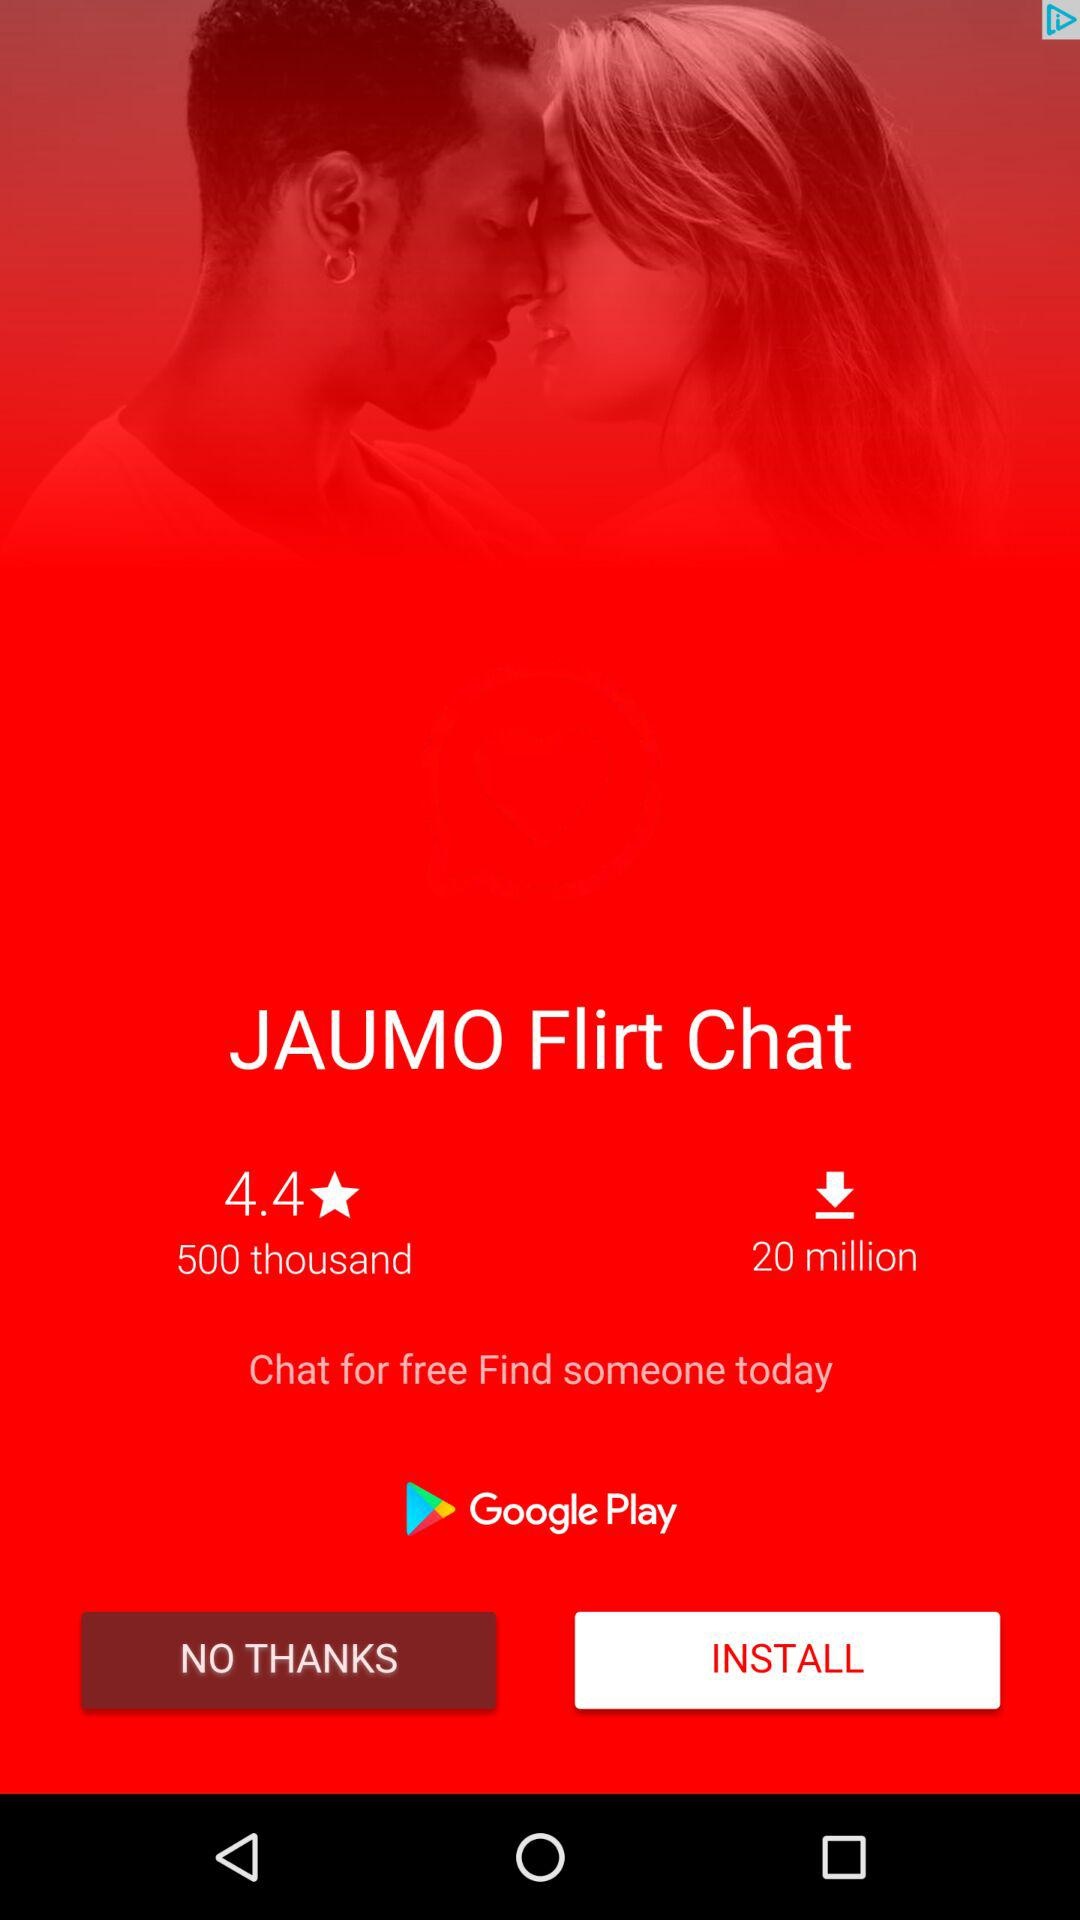 JAUMO Flirt Chat
4.4★
500 thousand
20 million
Chat for free Find someone today
Google Play
NO THANKS
INSTALL